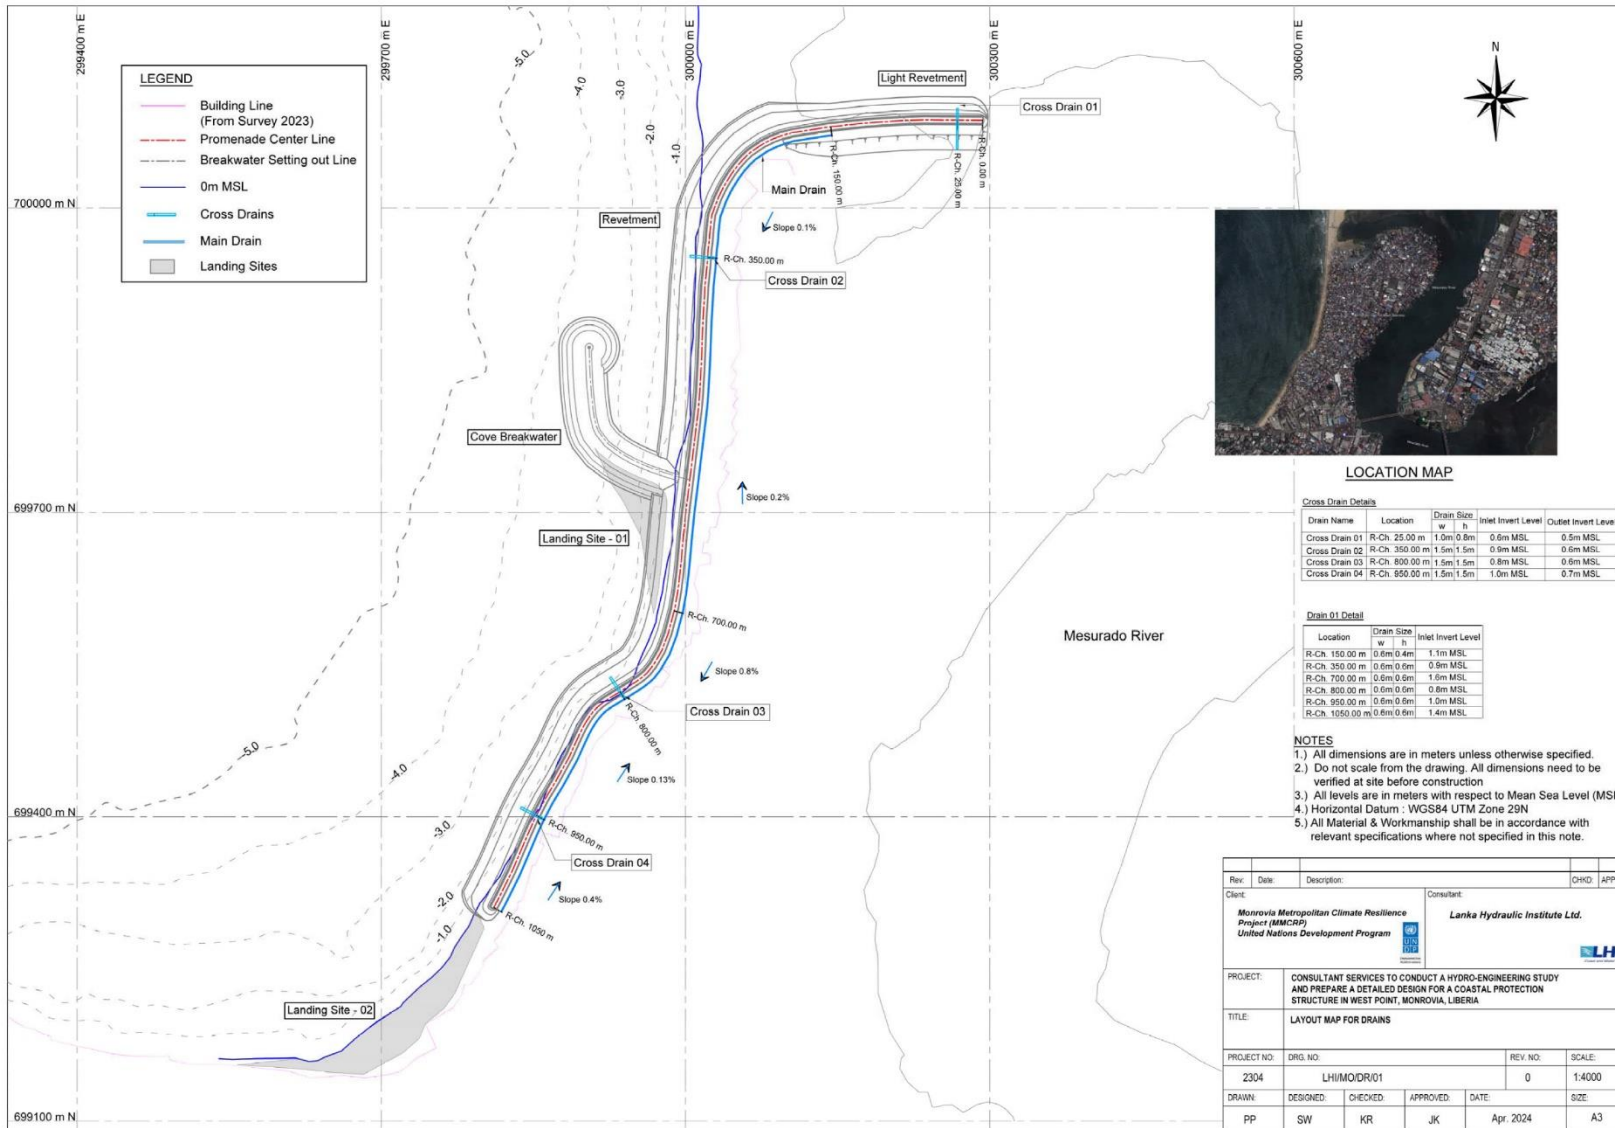 299400 m E
299700 m E
300000 m E
300300 m E
300600 m E
N
LEGEND
Building Line
(From Survey 2023)
Promenade Center Line
Breakwater Setting out Line
0m MSL
Cross Drains
Main Drain
Landing Sites
-5.0
-4.0
-3.0
-2.0
-1.0
Light Revetment
Cross Drain 01
R-Ch. 0.00 m
R-Ch. 25.00 m
R-Ch. 150.00 m
Main Drain
700000 m N
Revetment
Slope 0.1%
R-Ch. 350.00 m
Cross Drain 02
Cove Breakwater
Slope 0.2%
699700 m N
Landing Site - 01
R-Ch. 700.00 m
Mesurado River
Slope 0.8%
Cross Drain 03
R-Ch. 800.00 m
-5.0
-4.0
Slope 0.13%
699400 m N
-3.0
R-Ch. 950.00 m
Cross Drain 04
-2.0
Slope 0.4%
-1.0
R-Ch. 1050 m
Landing Site - 02
699100 m N
LOCATION MAP
Cross Drain Details
Drain Name Location Drain Size w h Inlet Invert Level Outlet Invert Level
Cross Drain 01 R-Ch. 25.00 m 1.0m 0.8m 0.6m MSL 0.5m MSL
Cross Drain 02 R-Ch. 350.00 m 1.5m 1.5m 0.9m MSL 0.6m MSL
Cross Drain 03 R-Ch. 800.00 m 1.5m 1.5m 0.8m MSL 0.6m MSL
Cross Drain 04 R-Ch. 950.00 m 1.5m 1.5m 1.0m MSL 0.7m MSL
Drain 01 Detail
Location Drain Size w h Inlet Invert Level
R-Ch. 150.00 m 0.6m 0.4m 1.1m MSL
R-Ch. 350.00 m 0.6m 0.6m 0.9m MSL
R-Ch. 700.00 m 0.6m 0.6m 1.6m MSL
R-Ch. 800.00 m 0.6m 0.6m 0.8m MSL
R-Ch. 950.00 m 0.6m 0.6m 1.0m MSL
R-Ch. 1050.00 m 0.6m 0.6m 1.4m MSL
NOTES
1.) All dimensions are in meters unless otherwise specified.
2.) Do not scale from the drawing. All dimensions need to be
verified at site before construction
3.) All levels are in meters with respect to Mean Sea Level (MSL
4.) Horizontal Datum : WGS84 UTM Zone 29N
5.) All Material & Workmanship shall be in accordance with
relevant specifications where not specified in this note.
Rev: Date: Description: CHKD: APP
Client: Consultant:
Monrovia Metropolitan Climate Resilience
Project (MMCRP)
United Nations Development Program
Lanka Hydraulic Institute Ltd.
UNDP
LH
PROJECT: CONSULTANT SERVICES TO CONDUCT A HYDRO-ENGINEERING STUDY
AND PREPARE A DETAILED DESIGN FOR A COASTAL PROTECTION
STRUCTURE IN WEST POINT, MONROVIA, LIBERIA
TITLE: LAYOUT MAP FOR DRAINS
PROJECT NO: DRG. NO: REV. NO: SCALE:
2304 LHI/MO/DR/01 0 1:4000
DRAWN: DESIGNED: CHECKED: APPROVED: DATE: SIZE:
PP SW KR JK Apr. 2024 A3